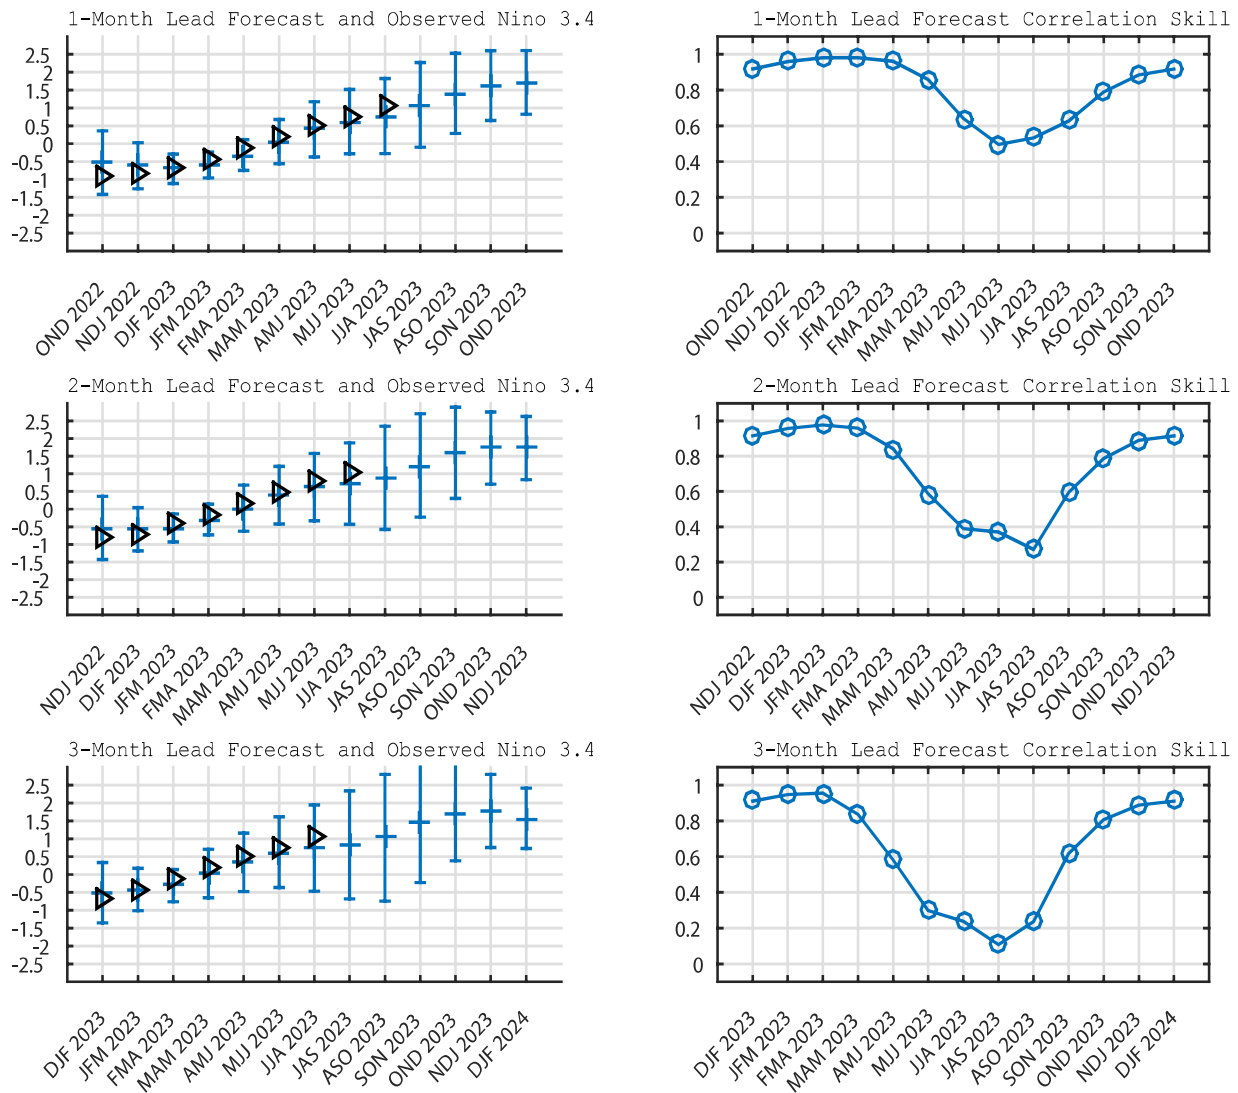 1-Month Lead Forecast and Observed Nino 3.4
2.5
2
1.5
1
0.5
0
-0.5
-1
-1.5
-2
-2.5
OND 2022
NDJ 2022
DJF 2023
JFM 2023
FMA 2023
MAM 2023
AMJ 2023
MJJ 2023
JJA 2023
JAS 2023
ASO 2023
SON 2023
OND 2023
1-Month Lead Forecast Correlation Skill
1
0.8
0.6
0.4
0.2
0
OND 2022
NDJ 2022
DJF 2023
JFM 2023
FMA 2023
MAM 2023
AMJ 2023
MJJ 2023
JJA 2023
JAS 2023
ASO 2023
SON 2023
OND 2023
2-Month Lead Forecast and Observed Nino 3.4
2.5
2
1.5
1
0.5
0
-0.5
-1
-1.5
-2
-2.5
NDJ 2022
DJF 2023
JFM 2023
FMA 2023
MAM 2023
AMJ 2023
MJJ 2023
JJA 2023
JAS 2023
ASO 2023
SON 2023
OND 2023
NDJ 2023
2-Month Lead Forecast Correlation Skill
1
0.8
0.6
0.4
0.2
0
NDJ 2022
DJF 2023
JFM 2023
FMA 2023
MAM 2023
AMJ 2023
MJJ 2023
JJA 2023
JAS 2023
ASO 2023
SON 2023
OND 2023
NDJ 2023
3-Month Lead Forecast and Observed Nino 3.4
2.5
2
1.5
1
0.5
0
-0.5
-1
-1.5
-2
-2.5
DJF 2023
JFM 2023
FMA 2023
MAM 2023
AMJ 2023
MJJ 2023
JJA 2023
JAS 2023
ASO 2023
SON 2023
OND 2023
NDJ 2023
DJF 2024
3-Month Lead Forecast Correlation Skill
1
0.8
0.6
0.4
0.2
0
DJF 2023
JFM 2023
FMA 2023
MAM 2023
AMJ 2023
MJJ 2023
JJA 2023
JAS 2023
ASO 2023
SON 2023
OND 2023
NDJ 2023
DJF 2024